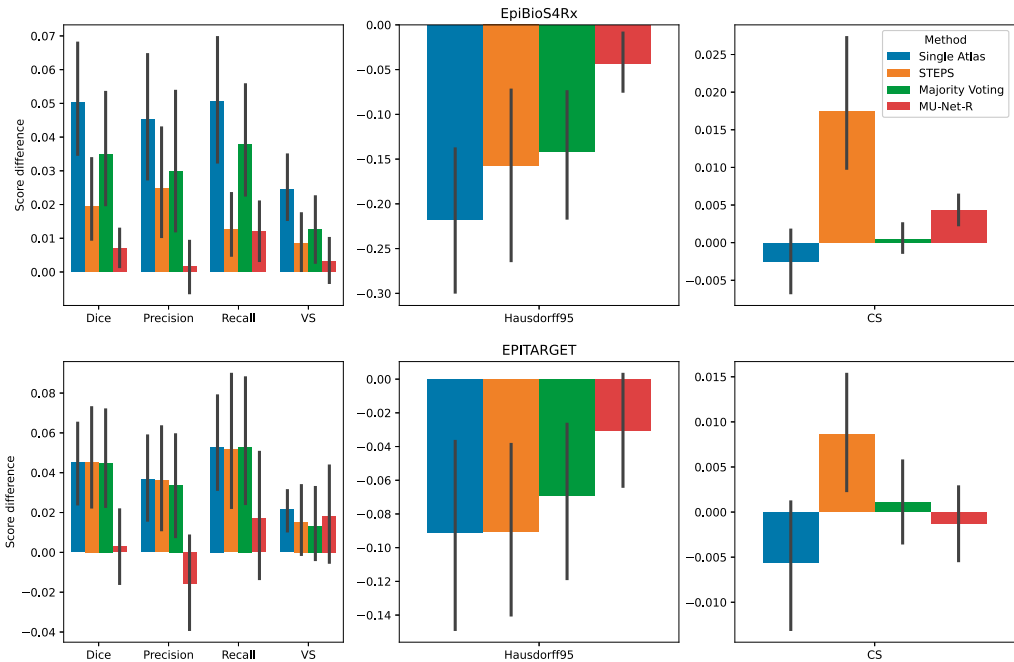 EpiBioS4Rx
Score difference
0.07
0.06
0.05
0.04
0.03
0.02
0.01
0.00
Dice Precision Recall VS
0.00
−0.05
−0.10
−0.15
−0.20
−0.25
−0.30
Hausdorff95
0.025
0.020
0.015
0.010
0.005
0.000
−0.005
CS
Method
Single Atlas
STEPS
Majority Voting
MU-Net-R
EPITARGET
Score difference
0.08
0.06
0.04
0.02
0.00
−0.02
−0.04
Dice Precision Recall VS
0.00
−0.02
−0.04
−0.06
−0.08
−0.10
−0.12
−0.14
Hausdorff95
0.015
0.010
0.005
0.000
−0.005
−0.010
CS